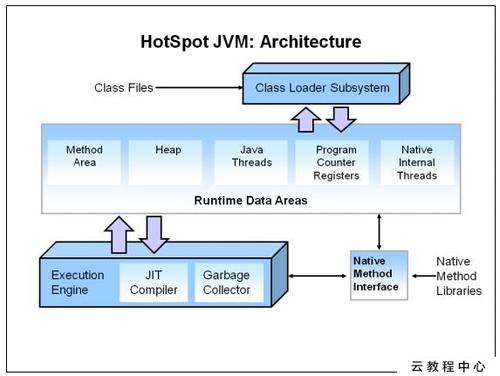 HotSpot JVM: Architecture
Class Files
Class Loader Subsystem
Method
Area
Heap
Java
Threads
Program
Counter
Registers
Native
Internal
Threads
Runtime Data Areas
Execution
Engine
JIT
Compiler
Garbage
Collector
Native
Method
Interface
Native
Method
Libraries
云教程中心